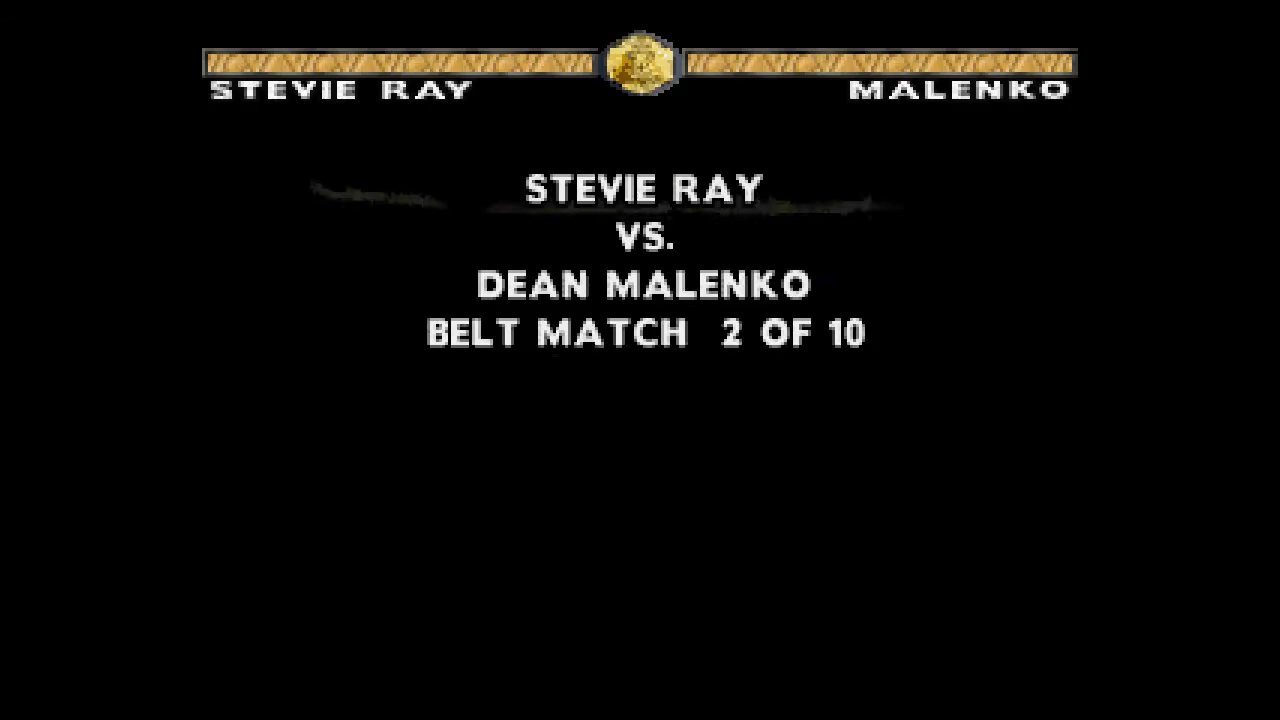 STEVIE RAY
MALENKO
STEVIE RAY
VS.
DEAN MALENKO
BELT MATCH 2 OF 10